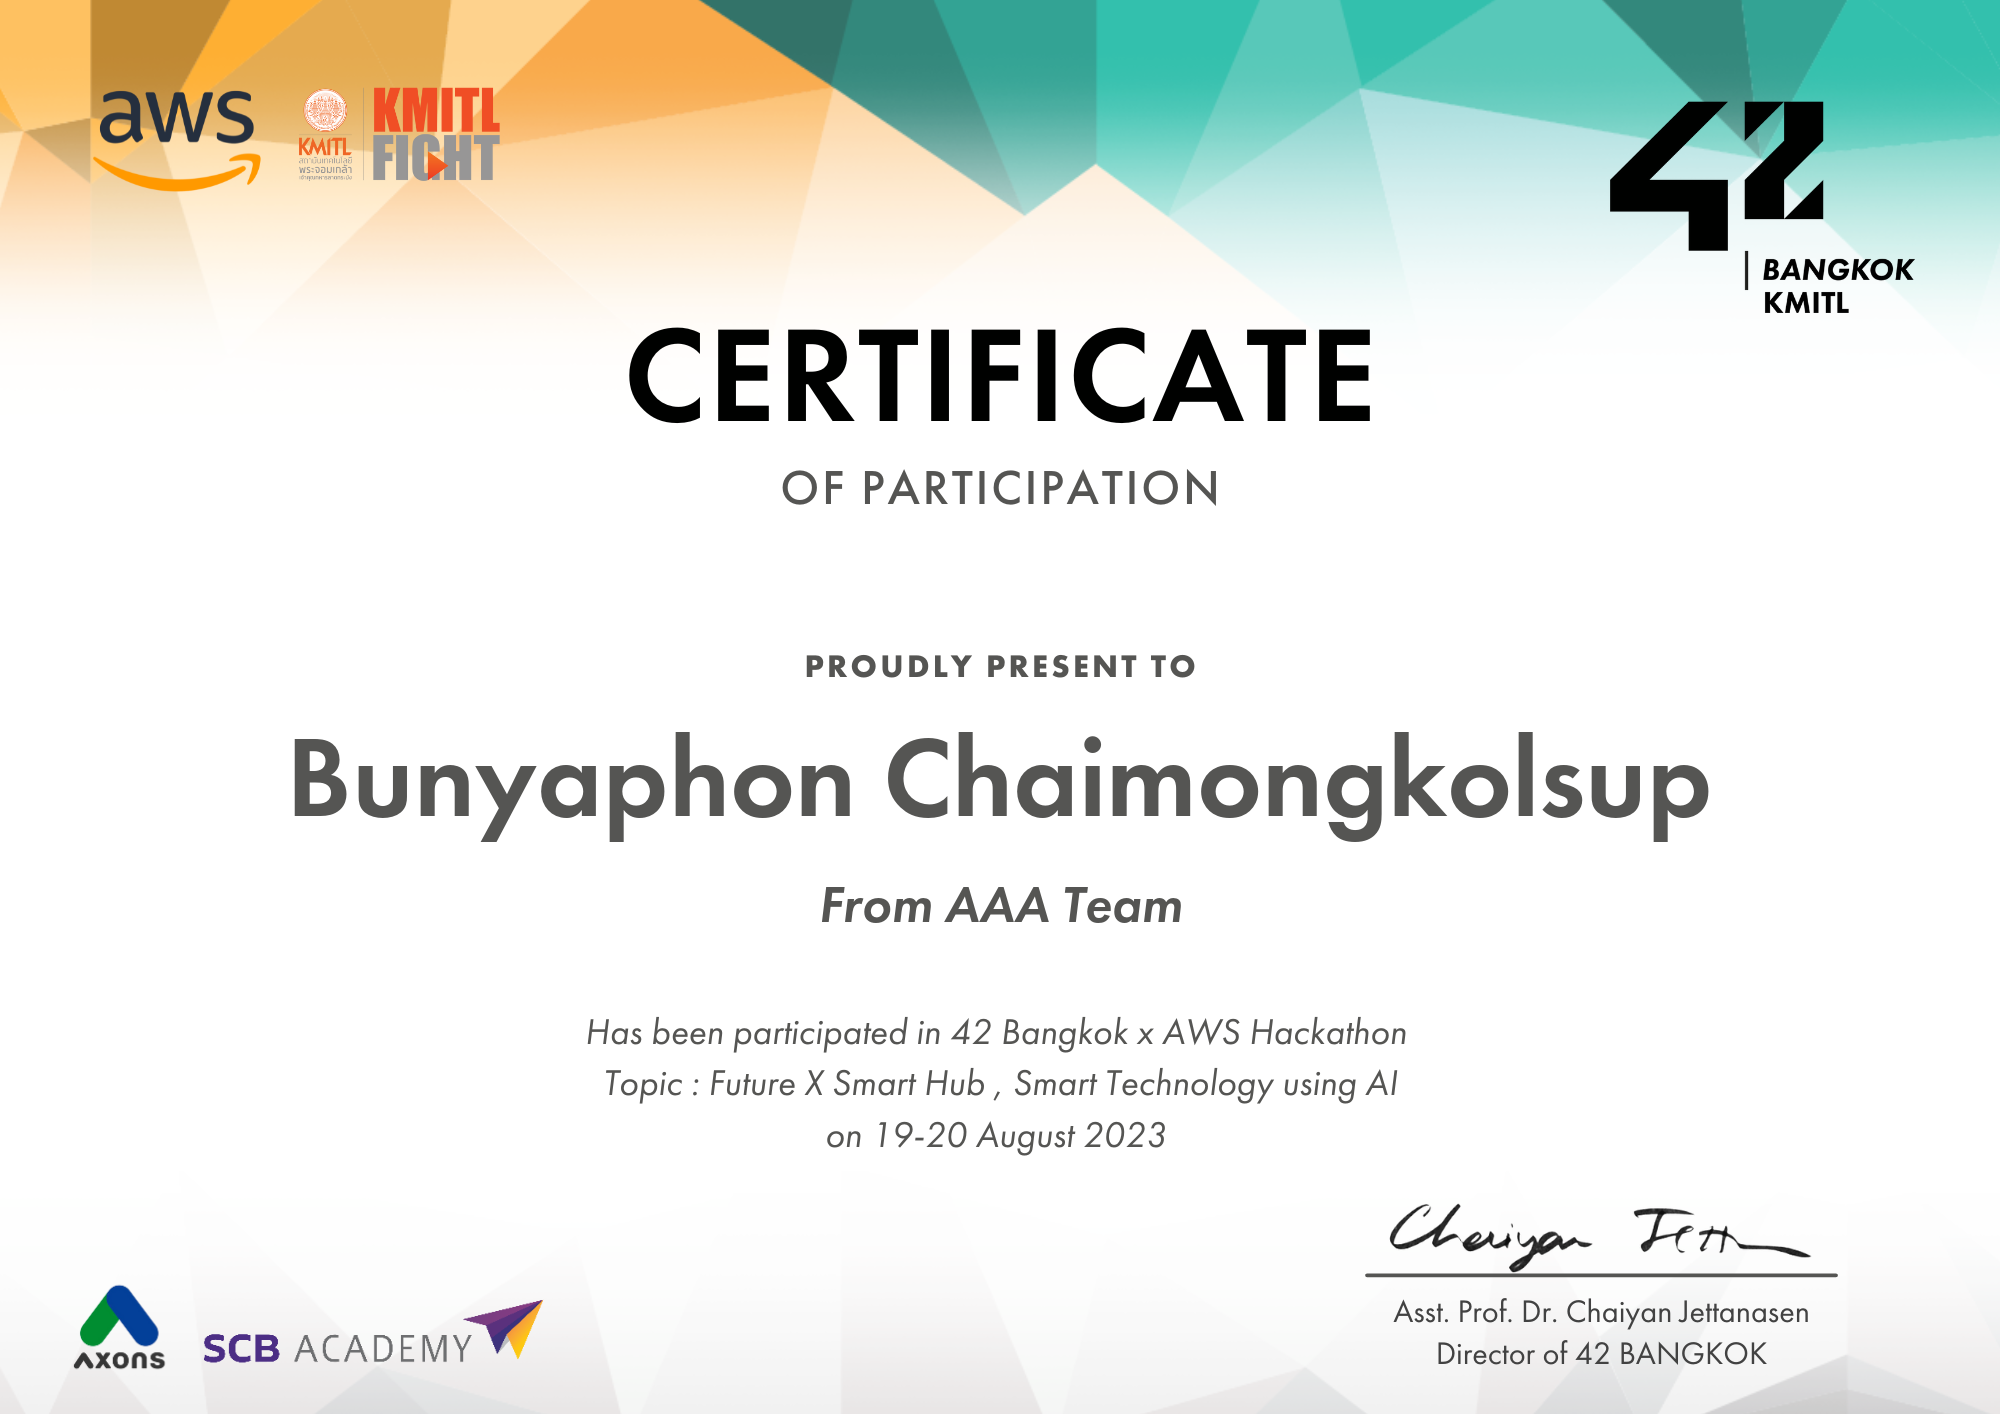 aws
KMITL
สถาบันเทคโนโลยี
พระจอมเกล้า
KMITL
FIGHT
42
BANGKOK
KMITL
CERTIFICATE
OF PARTICIPATION
PROUDLY PRESENT TO
Bunyaphon Chaimongkolsup
From AAA Team
Has been participated in 42 Bangkok x AWS Hackathon
Topic : Future X Smart Hub , Smart Technology using AI
on 19-20 August 2023
Asst. Prof. Dr. Chaiyan Jettanasen
Director of 42 BANGKOK
AXONS
SCB ACADEMY